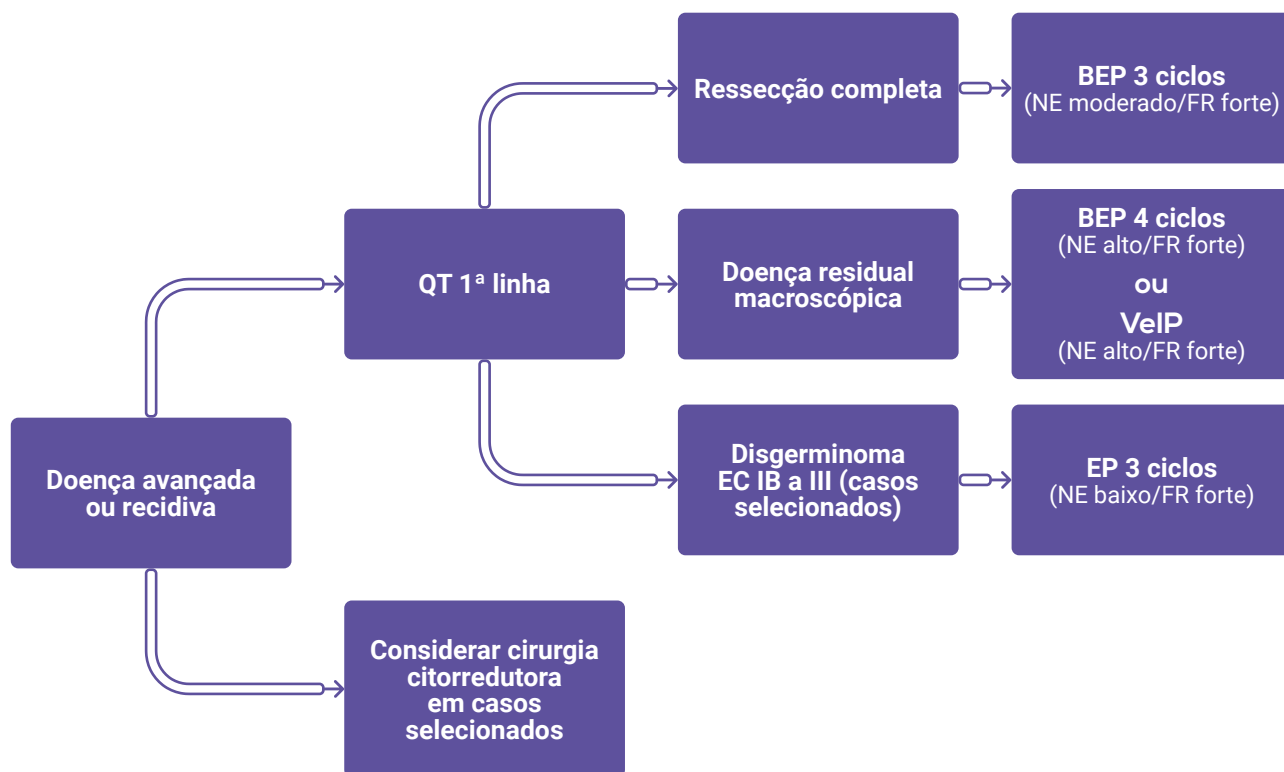 Ressecção completa
BEP 3 ciclos
(NE moderado/FR forte)
QT 1ª linha
Doença residual
macroscópica
BEP 4 ciclos
(NE alto/FR forte)
ou
VeIP
(NE alto/FR forte)
Doença avançada
ou recidiva
Disgerminoma
EC IB a III (casos
selecionados)
EP 3 ciclos
(NE baixo/FR forte)
Considerar cirurgia
citorredutora
em casos
selecionados